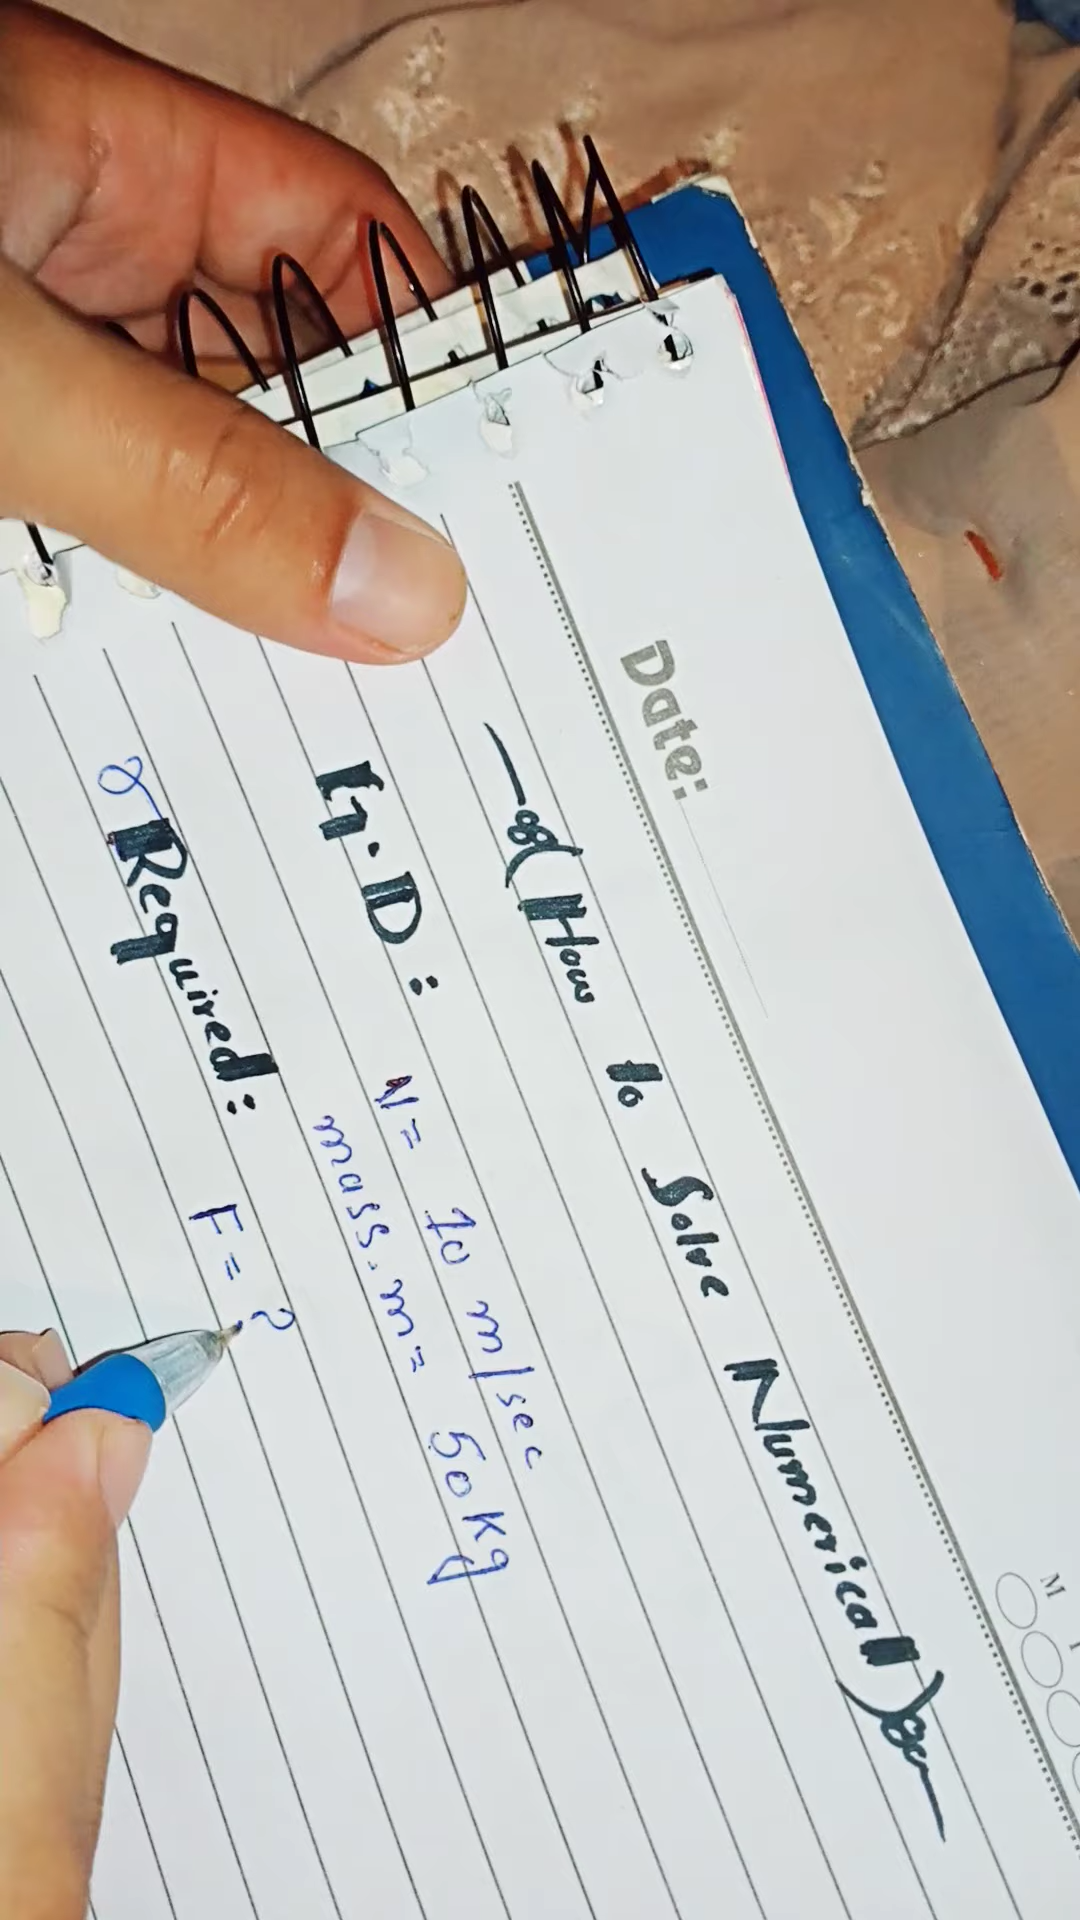 Date:
M T
(How to Solve Numerical)
G.D: V= 10 m/sec
mass.m= 50kg
Required: F= ?